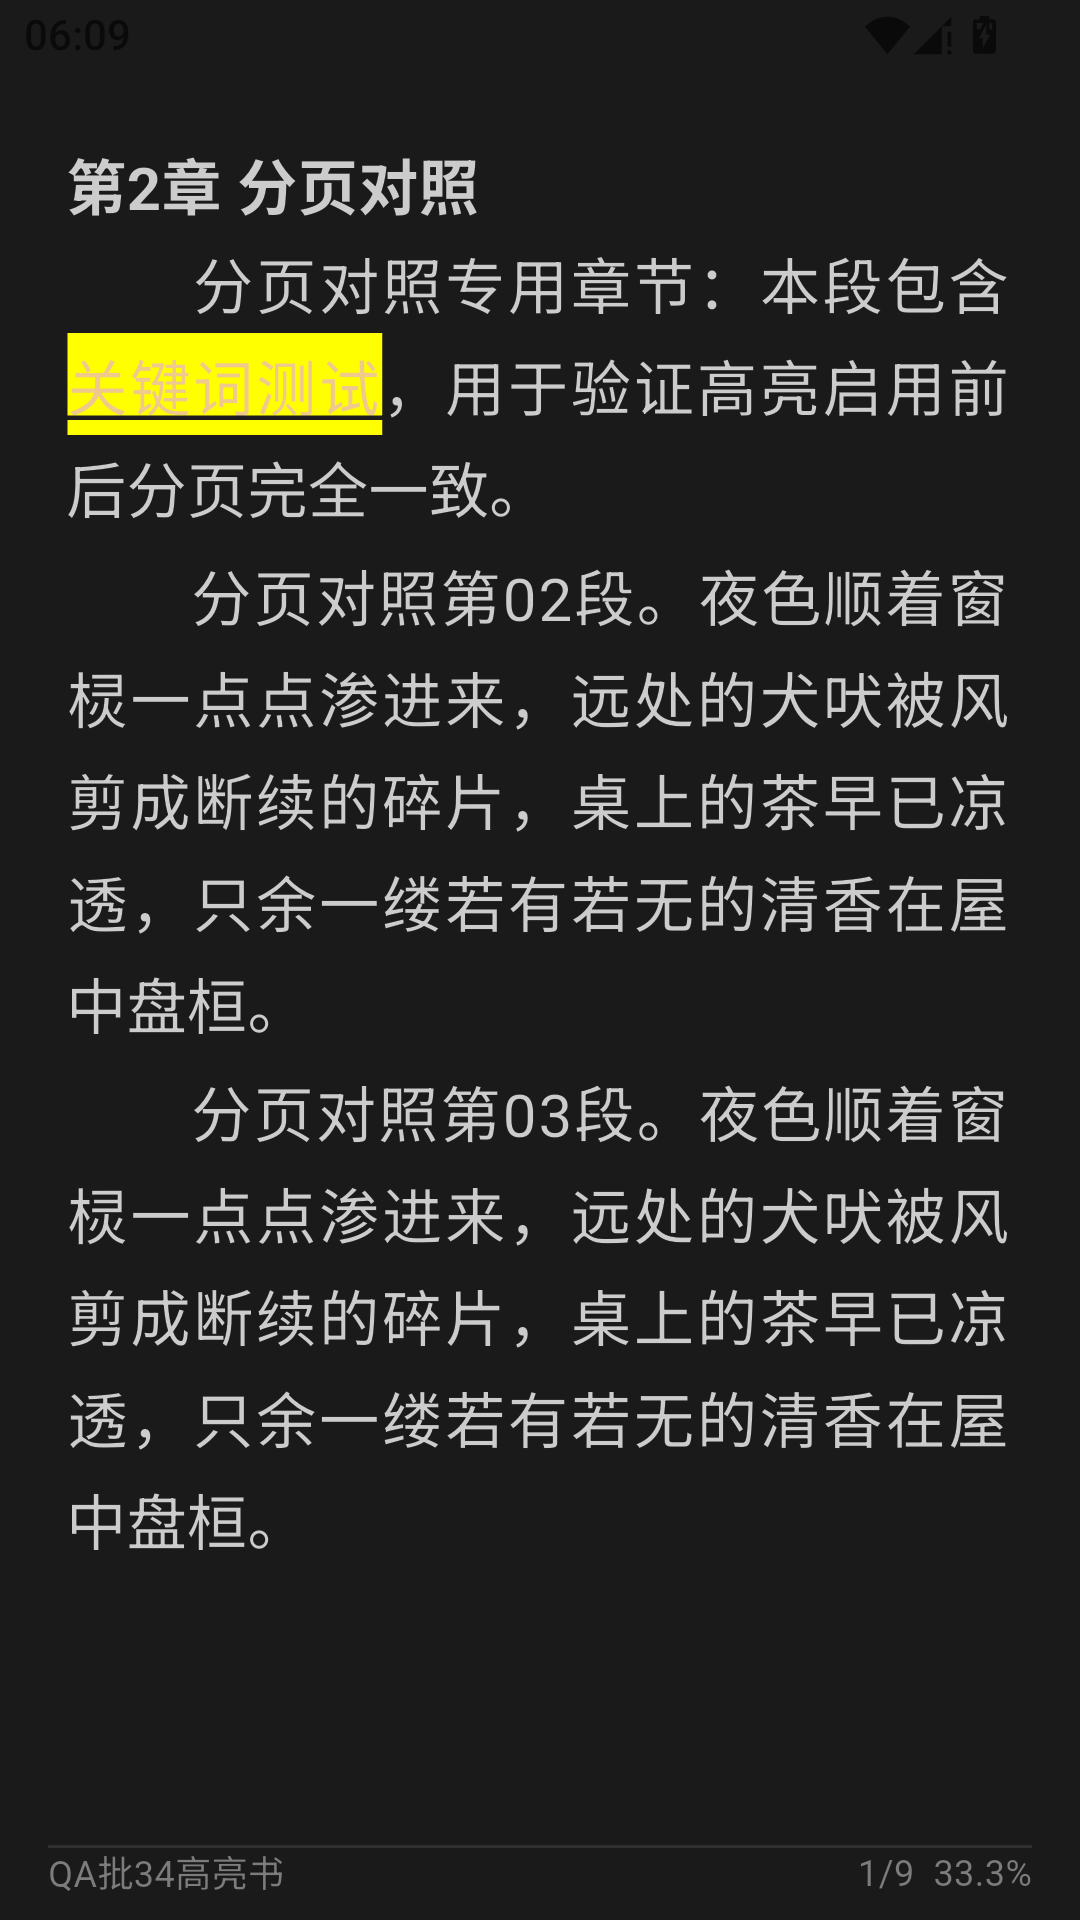 06:09
第2章 分页对照
分页对照专用章节：本段包含
关键词测试，用于验证高亮启用前
后分页完全一致。
分页对照第02段。夜色顺着窗
棂一点点渗进来，远处的犬吠被风
剪成断续的碎片，桌上的茶早已凉
透，只余一缕若有若无的清香在屋
中盘桓。
分页对照第03段。夜色顺着窗
棂一点点渗进来，远处的犬吠被风
剪成断续的碎片，桌上的茶早已凉
透，只余一缕若有若无的清香在屋
中盘桓。
QA批34高亮书 1/9 33.3%